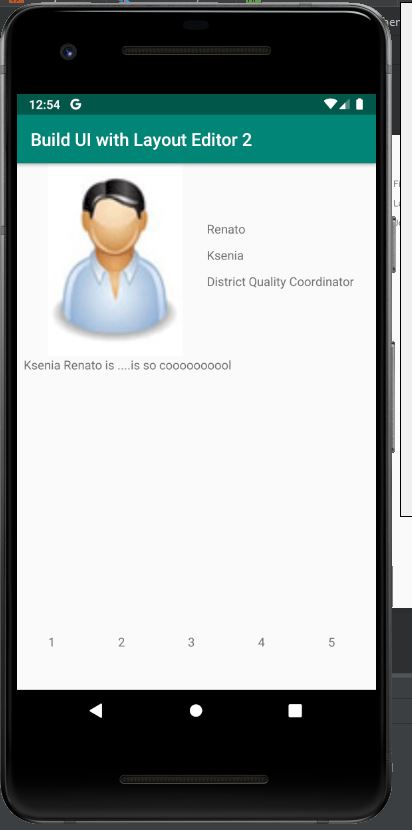 12:54 G
Build UI with Layout Editor 2
Renato
Ksenia
District Quality Coordinator
Ksenia Renato is ....is so coooooooool
1 2 3 4 5